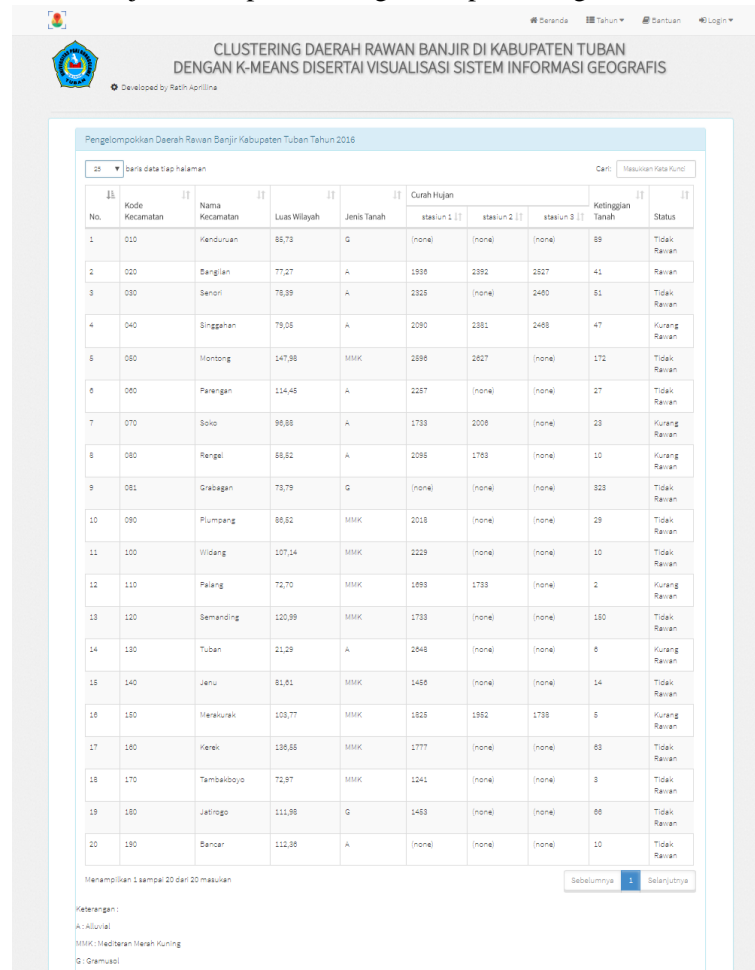 Beranda Tahun Bantuan Login
CLUSTERING DAERAH RAWAN BANJIR DI KABUPATEN TUBAN
DENGAN K-MEANS DISERTAI VISUALISASI SISTEM INFORMASI GEOGRAFIS
Developed by Ratih Aprilina
Pengelompokkan Daerah Rawan Banjir Kabupaten Tuban Tahun 2016
25 baris data tiap halaman Cari: Masukkan Kata Kunci
No. Kode Kecamatan Nama Kecamatan Luas Wilayah Jenis Tanah Curah Hujan stasiun 1 stasiun 2 stasiun 3 Ketinggian Tanah Status
1 010 Kenduruan 85,73 G (none) (none) (none) 89 Tidak Rawan
2 020 Bangilan 77,27 A 1936 2392 2527 41 Rawan
3 030 Senori 78,39 A 2325 (none) 2460 51 Tidak Rawan
4 040 Singgahan 79,05 A 2090 2381 2468 47 Kurang Rawan
5 050 Montong 147,98 MMK 2596 2627 (none) 172 Tidak Rawan
6 060 Parengan 114,45 A 2257 (none) (none) 27 Tidak Rawan
7 070 Soko 96,88 A 1733 2006 (none) 23 Kurang Rawan
8 080 Rengel 58,52 A 2095 1763 (none) 10 Kurang Rawan
9 081 Grabagan 73,79 G (none) (none) (none) 323 Tidak Rawan
10 090 Plumpang 86,52 MMK 2018 (none) (none) 29 Tidak Rawan
11 100 Widang 107,14 MMK 2229 (none) (none) 10 Tidak Rawan
12 110 Palang 72,70 MMK 1693 1733 (none) 2 Kurang Rawan
13 120 Semanding 120,99 MMK 1733 (none) (none) 150 Tidak Rawan
14 130 Tuban 21,29 A 2648 (none) (none) 6 Kurang Rawan
15 140 Jenu 81,61 MMK 1456 (none) (none) 14 Tidak Rawan
16 150 Merakurak 103,77 MMK 1825 1952 1738 5 Kurang Rawan
17 160 Kerek 136,55 MMK 1777 (none) (none) 63 Tidak Rawan
18 170 Tambakboyo 72,97 MMK 1241 (none) (none) 3 Tidak Rawan
19 180 Jatirogo 111,98 G 1453 (none) (none) 66 Tidak Rawan
20 190 Bancar 112,36 A (none) (none) (none) 10 Tidak Rawan
Menampilkan 1 sampai 20 dari 20 masukan Sebelumnya 1 Selanjutnya
Keterangan :
A : Alluvial
MMK : Mediteran Merah Kuning
G : Gramusol